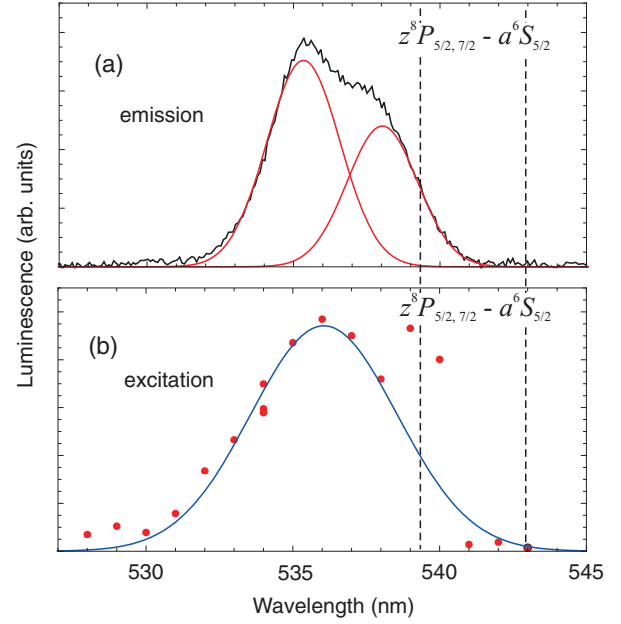 z⁸P₅/₂, ₇/₂ - a⁶S₅/₂
(a)
emission
Luminescence (arb. units)
z⁸P₅/₂, ₇/₂ - a⁶S₅/₂
(b)
excitation
530 535 540 545
Wavelength (nm)